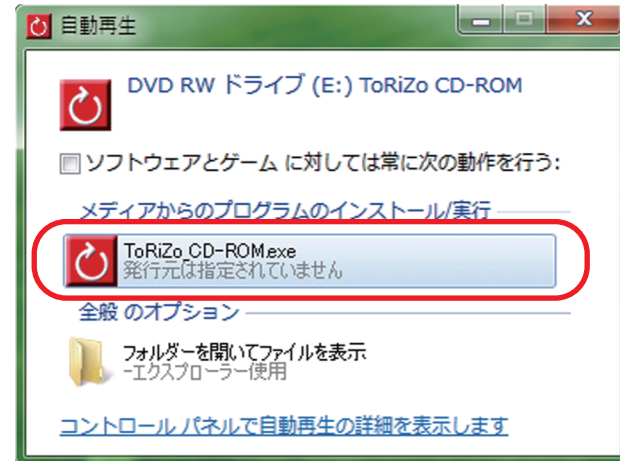 自動再生
DVD RW ドライブ (E:) ToRiZo CD-ROM
ソフトウェアとゲーム に対しては常に次の動作を行う:
メディアからのプログラムのインストール/実行
ToRiZo_CD-ROM.exe
発行元は指定されていません
全般 のオプション
フォルダーを開いてファイルを表示
-エクスプローラー使用
コントロール パネルで自動再生の詳細を表示します